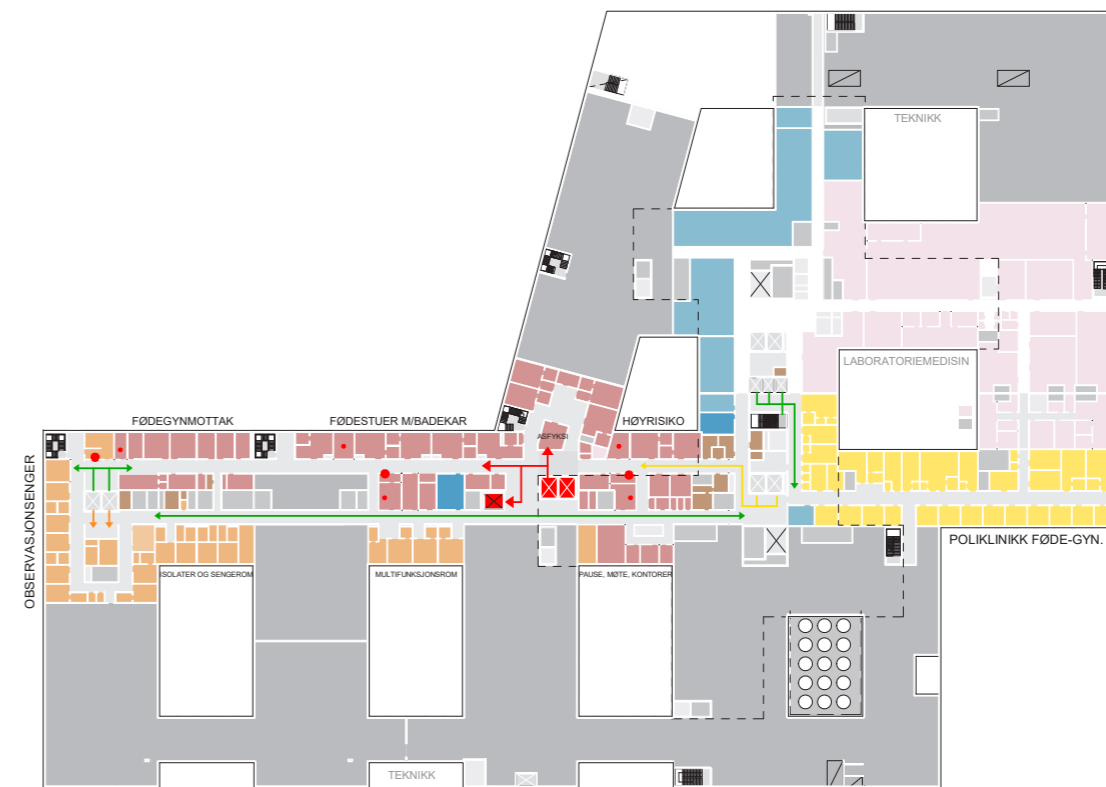 TEKNIKK
LABORATORIEMEDISIN
FØDEGYNMOTTAK
FØDESTUER M/BADEKAR
HØYRISIKO
ASFYKSI
OBSERVASJONSENGER
POLIKLINIKK FØDE-GYN.
ISOLATER OG SENGEROM
MULTIFUNKSJONSROM
PAUSE, MØTE, KONTORER
TEKNIKK